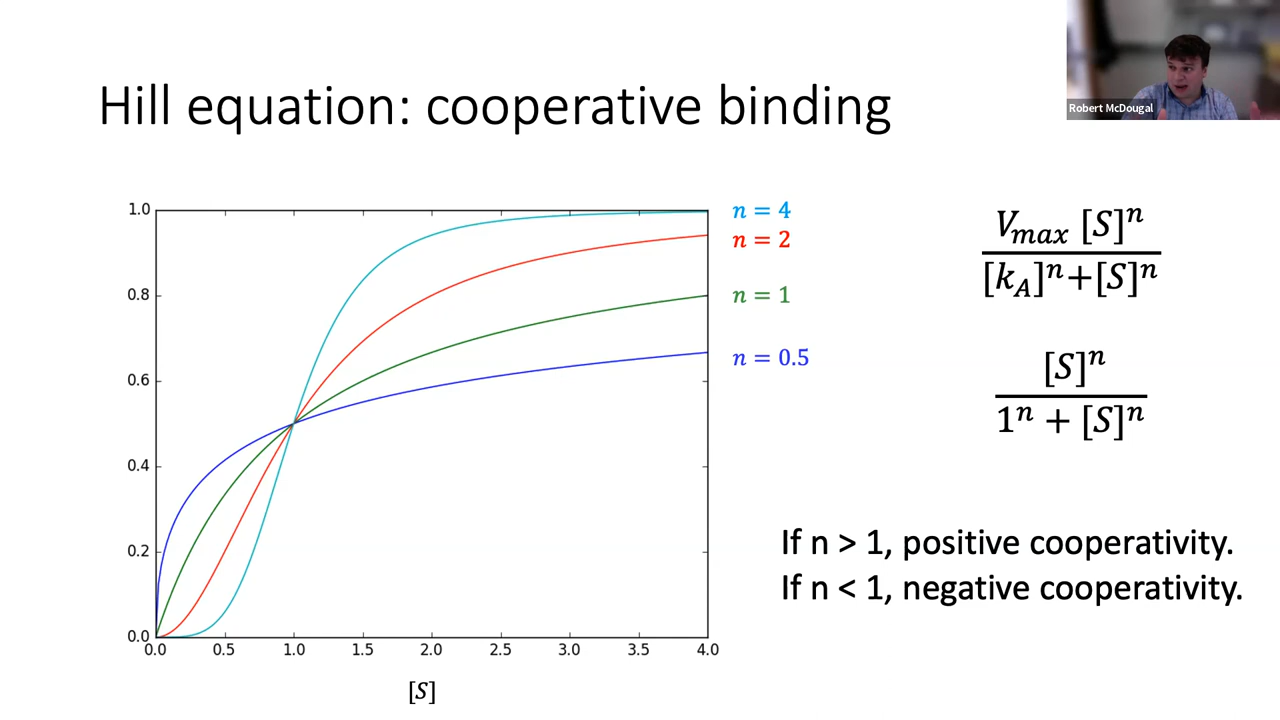 Robert McDougal
Hill equation: cooperative binding
1.0
0.8
0.6
0.4
0.2
0.0
0.0 0.5 1.0 1.5 2.0 2.5 3.0 3.5 4.0
[S]
n = 4
n = 2
n = 1
n = 0.5
V_max [S]^n
[k_A]^n+[S]^n
[S]^n
1^n + [S]^n
If n > 1, positive cooperativity.
If n < 1, negative cooperativity.